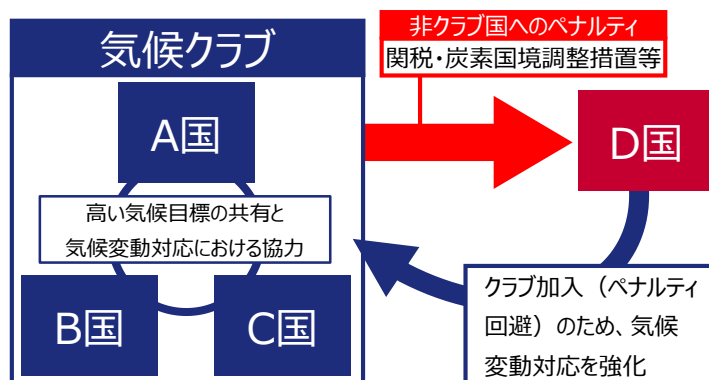 気候クラブ
A国
高い気候目標の共有と
気候変動対応における協力
B国
C国
非クラブ国へのペナルティ
関税・炭素国境調整措置等
D国
クラブ加入（ペナルティ
回避）のため、気候
変動対応を強化